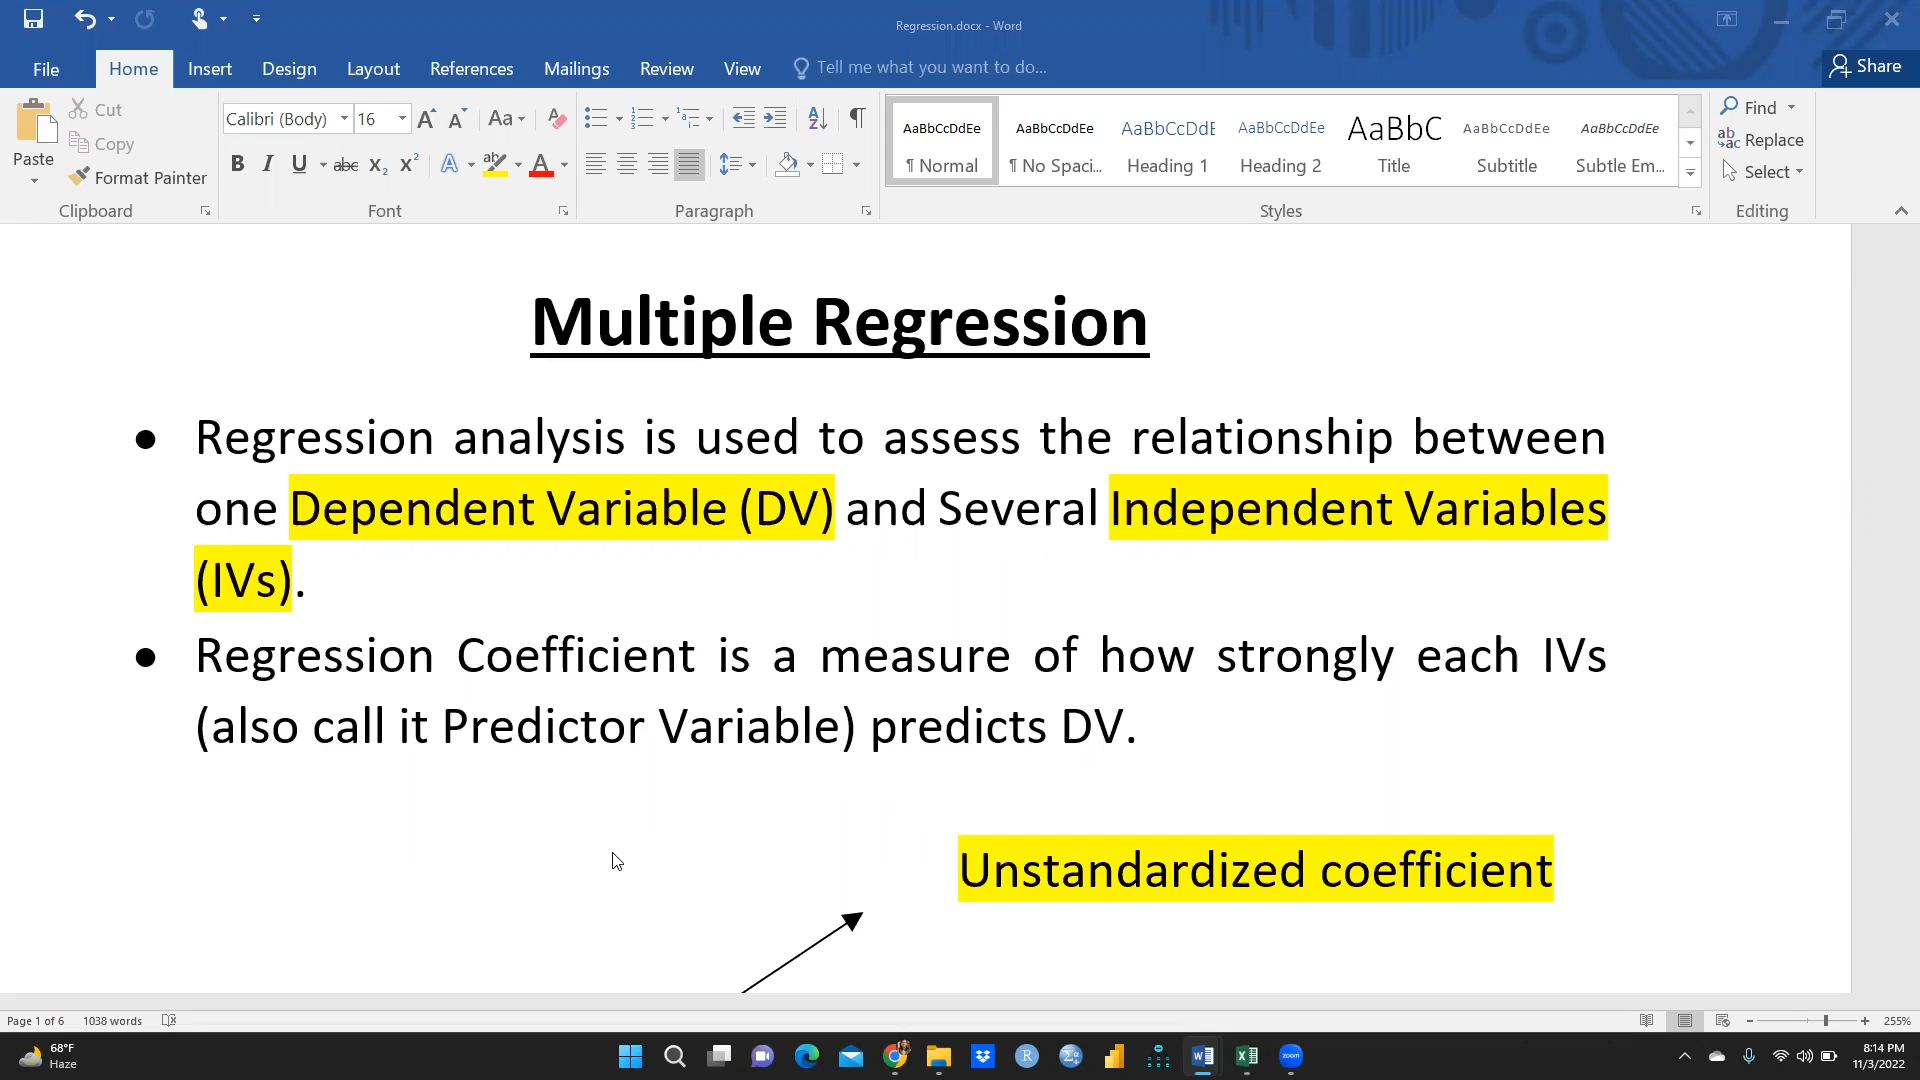 Regression.docx - Word
File Home Insert Design Layout References Mailings Review View Tell me what you want to do... Share
Cut
Copy
Paste
Format Painter
Clipboard
Calibri (Body) 16
Font
Paragraph
AaBbCcDdEe AaBbCcDdEe AaBbCcDdE AaBbCcDdEe AaBbC AaBbCcDdEe AaBbCcDdEe
¶ Normal ¶ No Spaci... Heading 1 Heading 2 Title Subtitle Subtle Em...
Styles
Find
Replace
Select
Editing
Multiple Regression
● Regression analysis is used to assess the relationship between
one Dependent Variable (DV) and Several Independent Variables
(IVs).
● Regression Coefficient is a measure of how strongly each IVs
(also call it Predictor Variable) predicts DV.
Unstandardized coefficient
Page 1 of 6 1038 words 255%
68°F
Haze
zoom
8:14 PM
11/3/2022